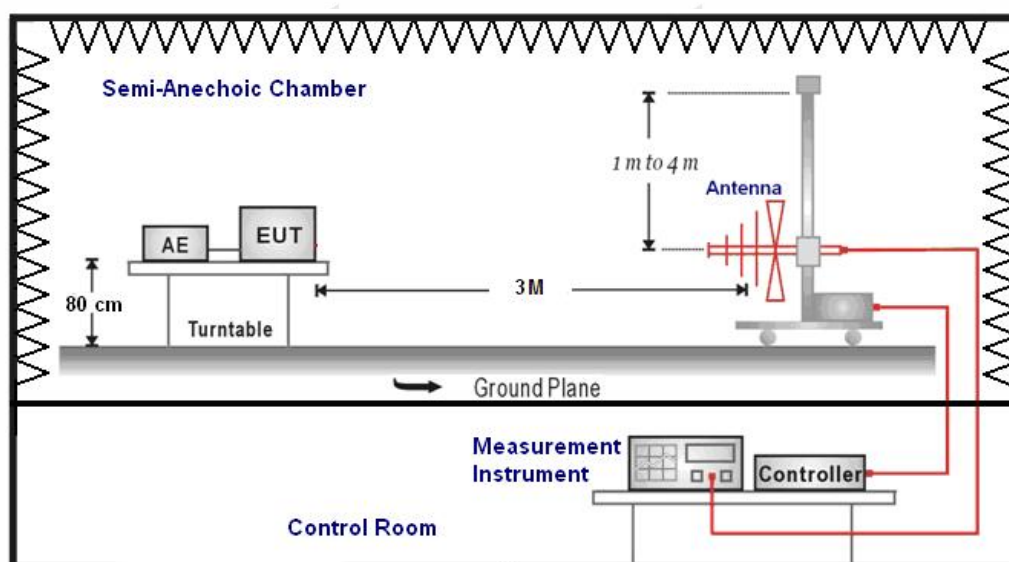 Semi-Anechoic Chamber
1 m to 4 m
Antenna
AE
EUT
80 cm
3M
Turntable
Ground Plane
Measurement
Instrument
Controller
Control Room